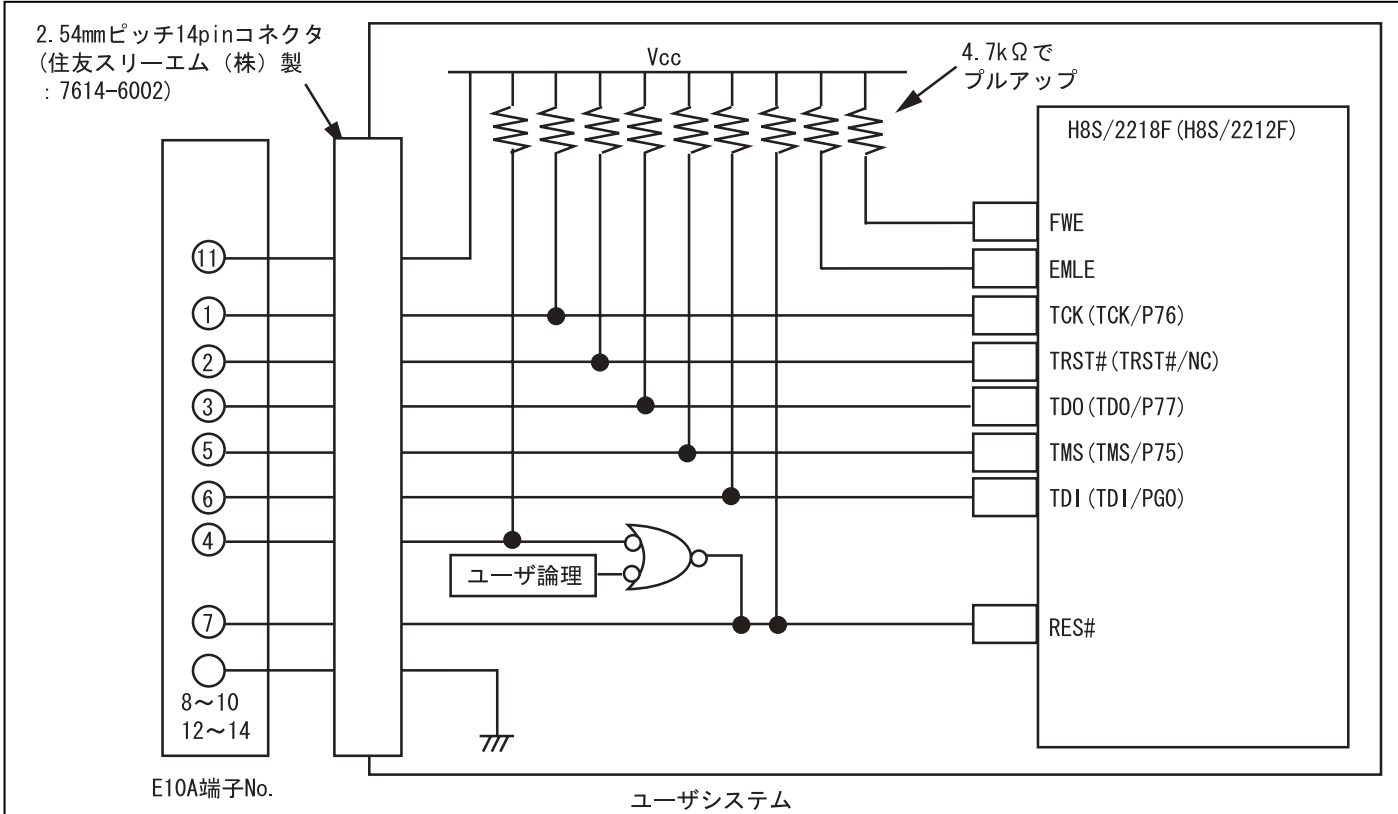 2.54mmピッチ14pinコネクタ
(住友スリーエム（株）製
: 7614-6002)
Vcc
4.7kΩで
プルアップ
H8S/2218F(H8S/2212F)
FWE
11
EMLE
1
TCK(TCK/P76)
2
TRST#(TRST#/NC)
3
TDO(TDO/P77)
5
TMS(TMS/P75)
6
TDI(TDI/PG0)
4
ユーザ論理
7
RES#
8～10
12～14
E10A端子No.
ユーザシステム